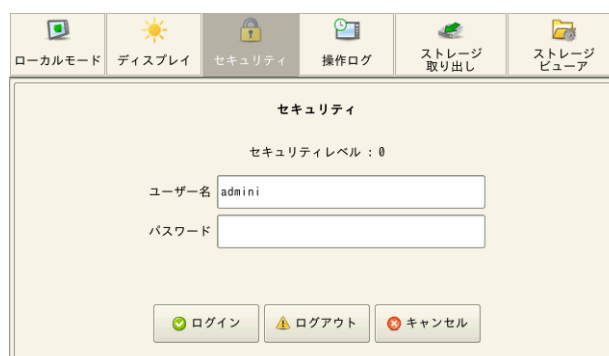 ローカルモード
ディスプレイ
セキュリティ
操作ログ
ストレージ
取り出し
ストレージ
ビューア
セキュリティ
セキュリティレベル : 0
ユーザー名 admini
パスワード
ログイン
ログアウト
キャンセル